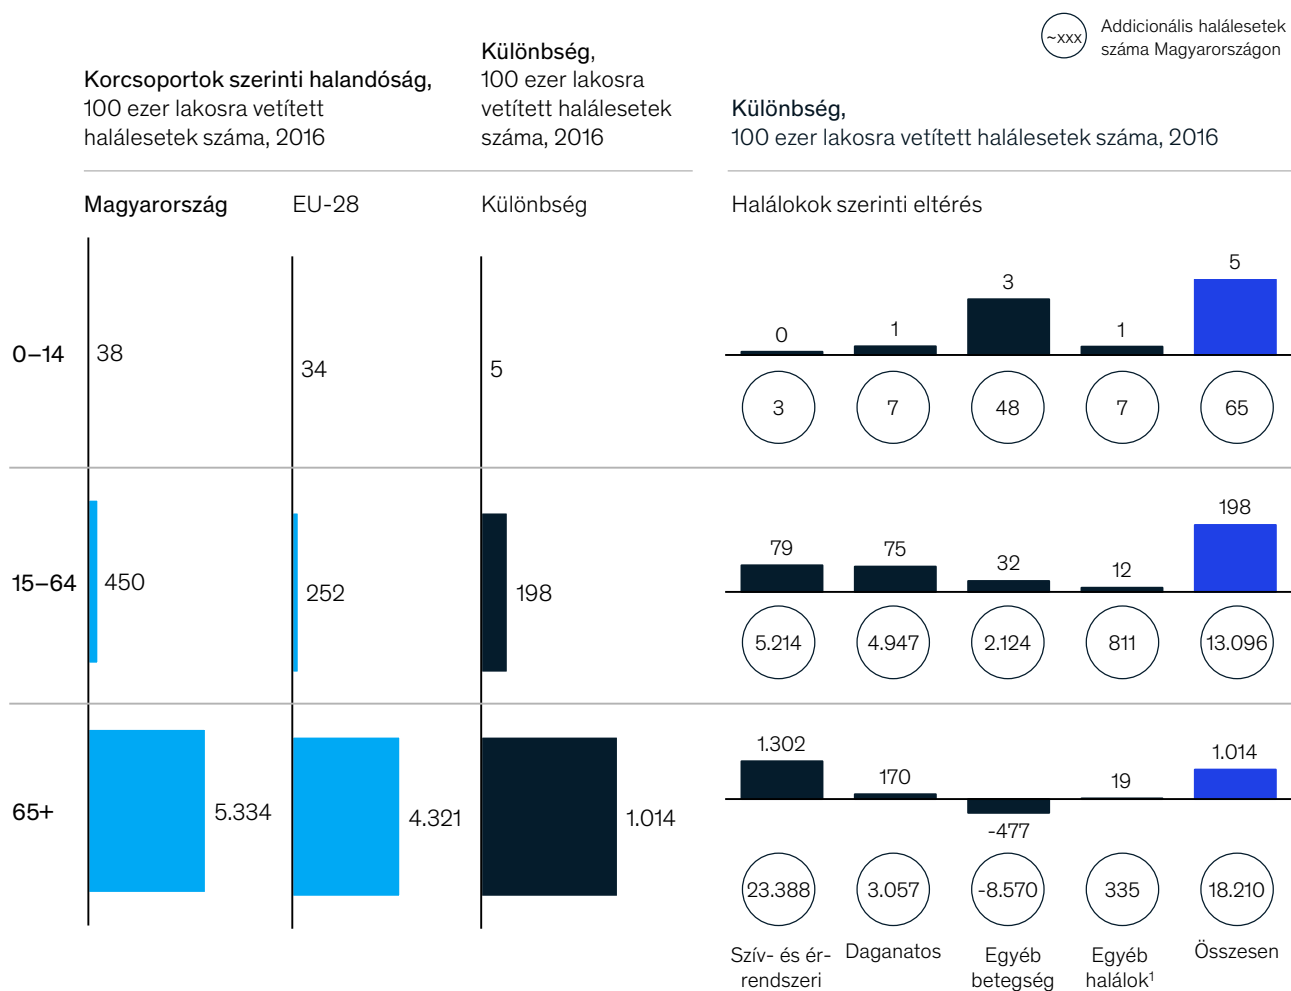 ~xxx
Addicionális halálesetek
száma Magyarországon
Korcsoportok szerinti halandóság,
100 ezer lakosra vetített
halálesetek száma, 2016
Különbség,
100 ezer lakosra
vetített halálesetek
száma, 2016
Különbség,
100 ezer lakosra vetített halálesetek száma, 2016
Magyarország
EU-28
Különbség
Halálokok szerinti eltérés
0–14
38
34
5
0
1
3
1
5
3
7
48
7
65
15–64
450
252
198
79
75
32
12
198
5.214
4.947
2.124
811
13.096
65+
5.334
4.321
1.014
1.302
170
-477
19
1.014
23.388
3.057
-8.570
335
18.210
Szív- és ér-
rendszeri
Daganatos
Egyéb
betegség
Egyéb
halálok¹
Összesen